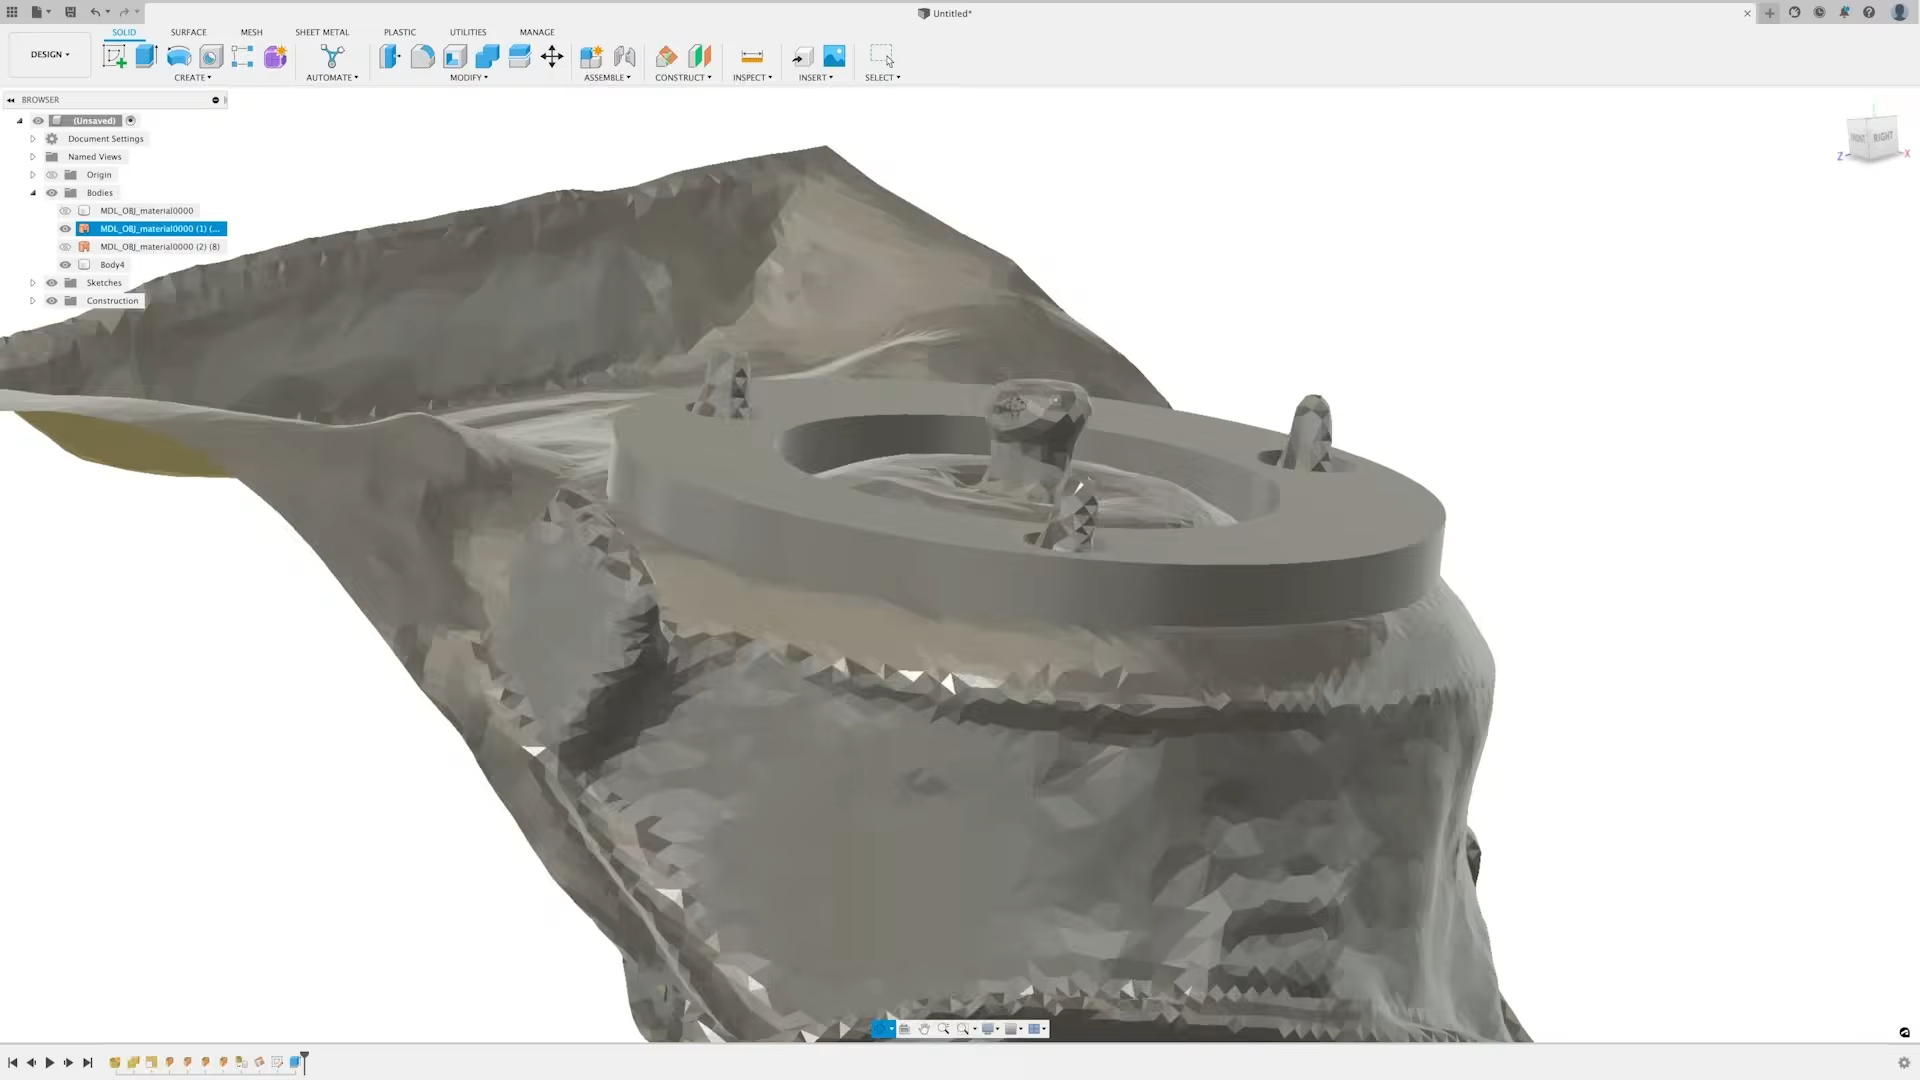 Untitled*
SOLID SURFACE MESH SHEET METAL PLASTIC UTILITIES MANAGE
DESIGN
CREATE AUTOMATE MODIFY ASSEMBLE CONSTRUCT INSPECT INSERT SELECT
BROWSER
(Unsaved)
Document Settings
Named Views
Origin
Bodies
MDL_OBJ_material0000
MDL_OBJ_material0000 (1) (...
MDL_OBJ_material0000 (2) (8)
Body4
Sketches
Construction
FRONT RIGHT
Z X